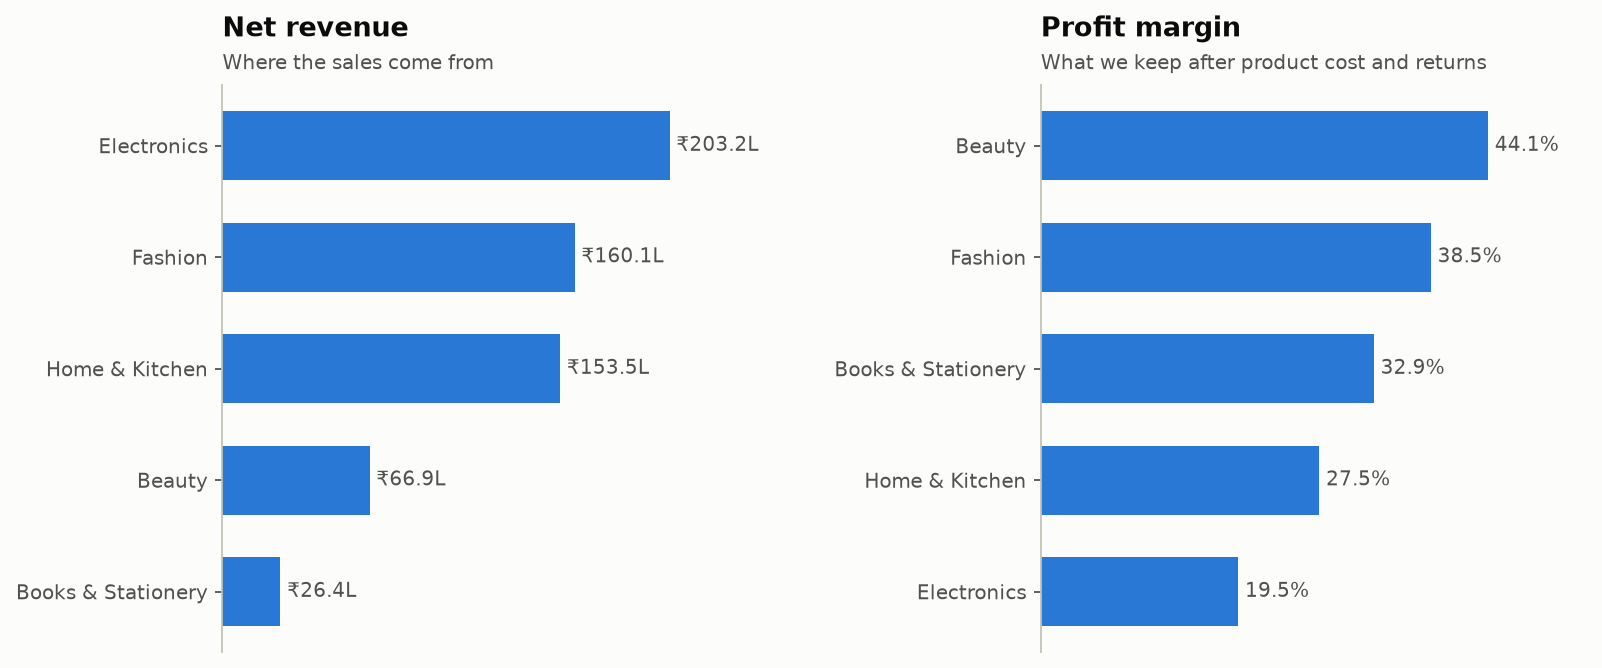 Net revenue
Where the sales come from
Electronics ₹203.2L
Fashion ₹160.1L
Home & Kitchen ₹153.5L
Beauty ₹66.9L
Books & Stationery ₹26.4L
Profit margin
What we keep after product cost and returns
Beauty 44.1%
Fashion 38.5%
Books & Stationery 32.9%
Home & Kitchen 27.5%
Electronics 19.5%